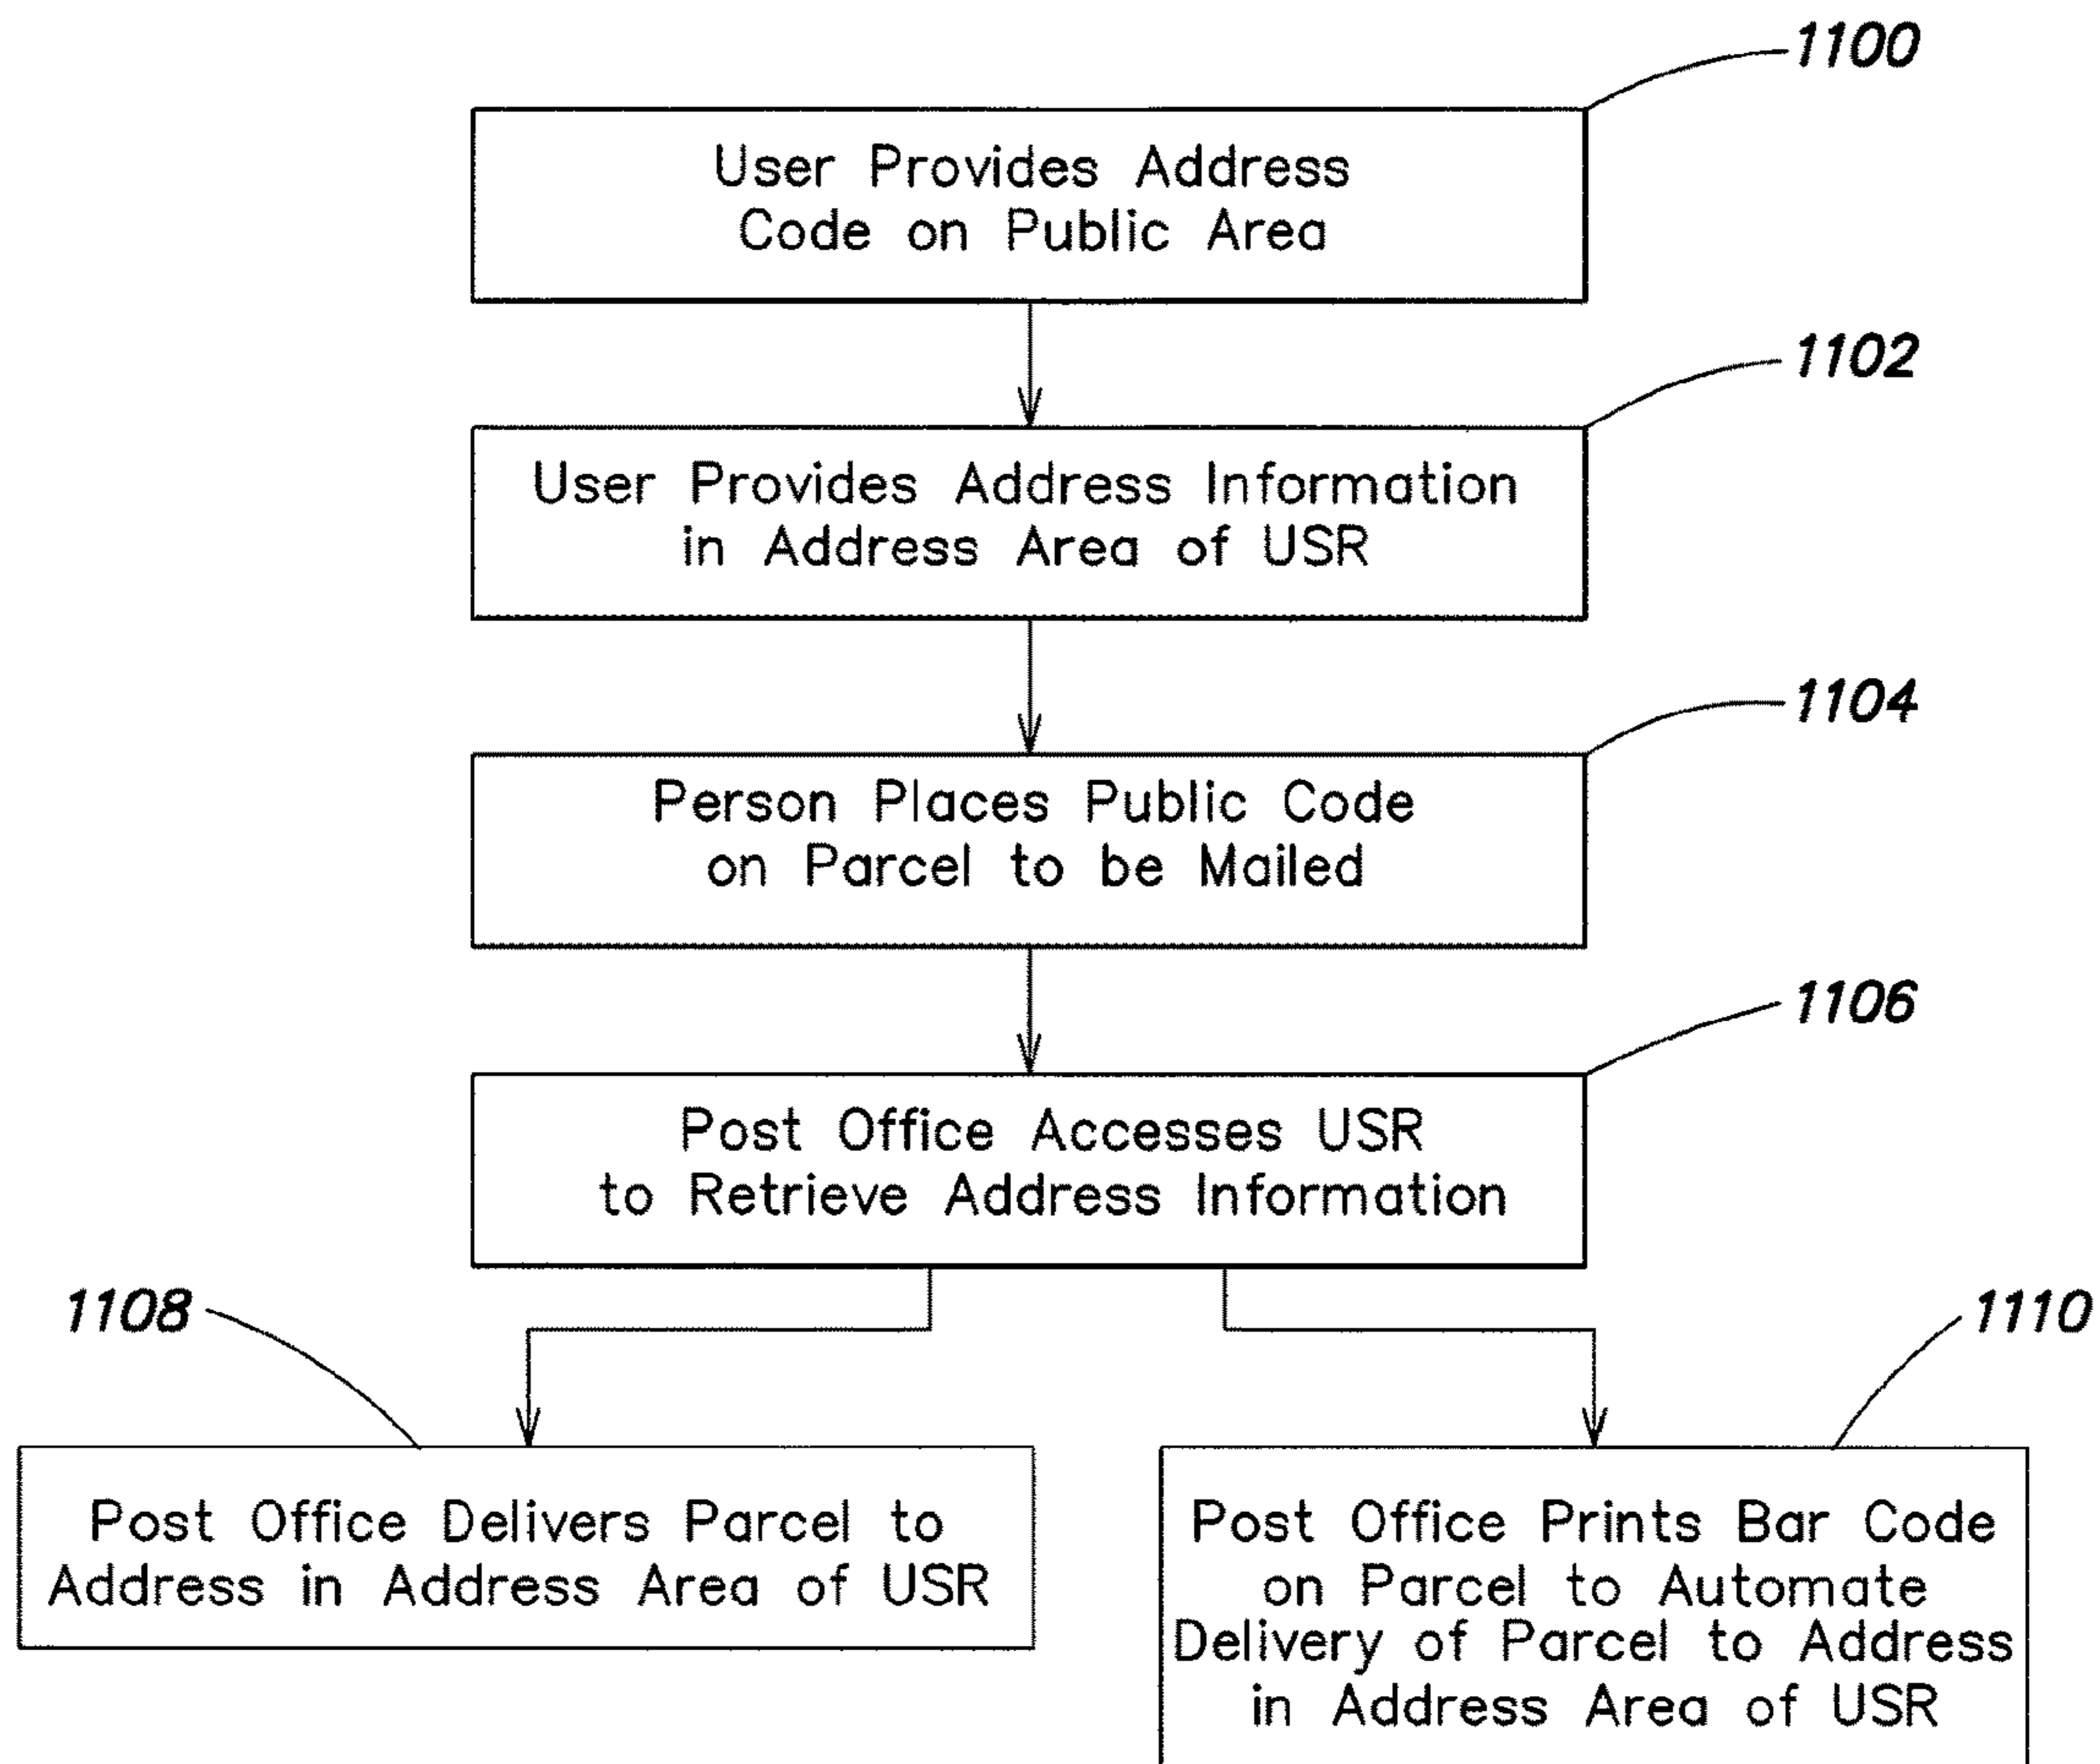 1100
User Provides Address
Code on Public Area
1102
User Provides Address Information
in Address Area of USR
1104
Person Places Public Code
on Parcel to be Mailed
1106
Post Office Accesses USR
to Retrieve Address Information
1108
1110
Post Office Delivers Parcel to
Address in Address Area of USR
Post Office Prints Bar Code
on Parcel to Automate
Delivery of Parcel to Address
in Address Area of USR